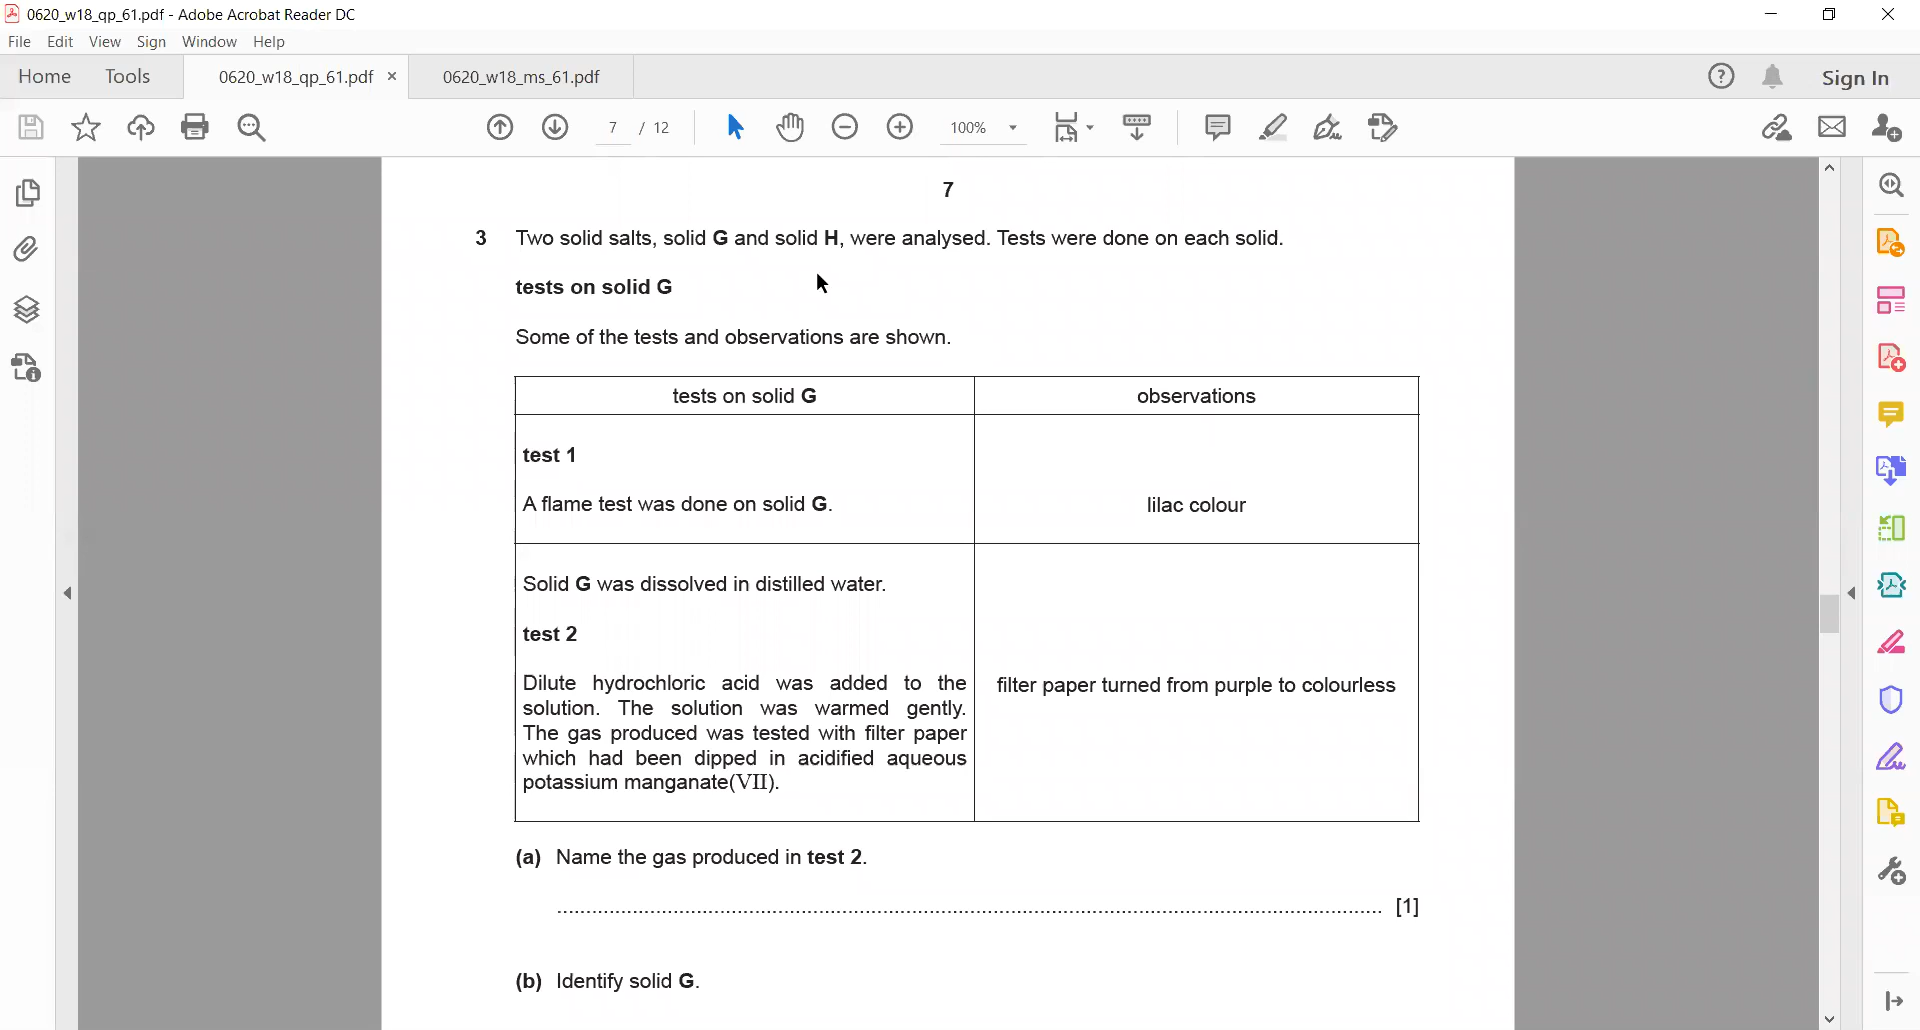 0620_w18_qp_61.pdf - Adobe Acrobat Reader DC
File Edit View Sign Window Help
Home Tools 0620_w18_qp_61.pdf × 0620_w18_ms_61.pdf ? Sign In
7 / 12 100%
7
3 Two solid salts, solid G and solid H, were analysed. Tests were done on each solid.
tests on solid G
Some of the tests and observations are shown.
tests on solid G observations
test 1
A flame test was done on solid G. lilac colour
Solid G was dissolved in distilled water.
test 2
Dilute hydrochloric acid was added to the
solution. The solution was warmed gently.
The gas produced was tested with filter paper
which had been dipped in acidified aqueous
potassium manganate(VII).
filter paper turned from purple to colourless
(a) Name the gas produced in test 2.
........................................................................ [1]
(b) Identify solid G.